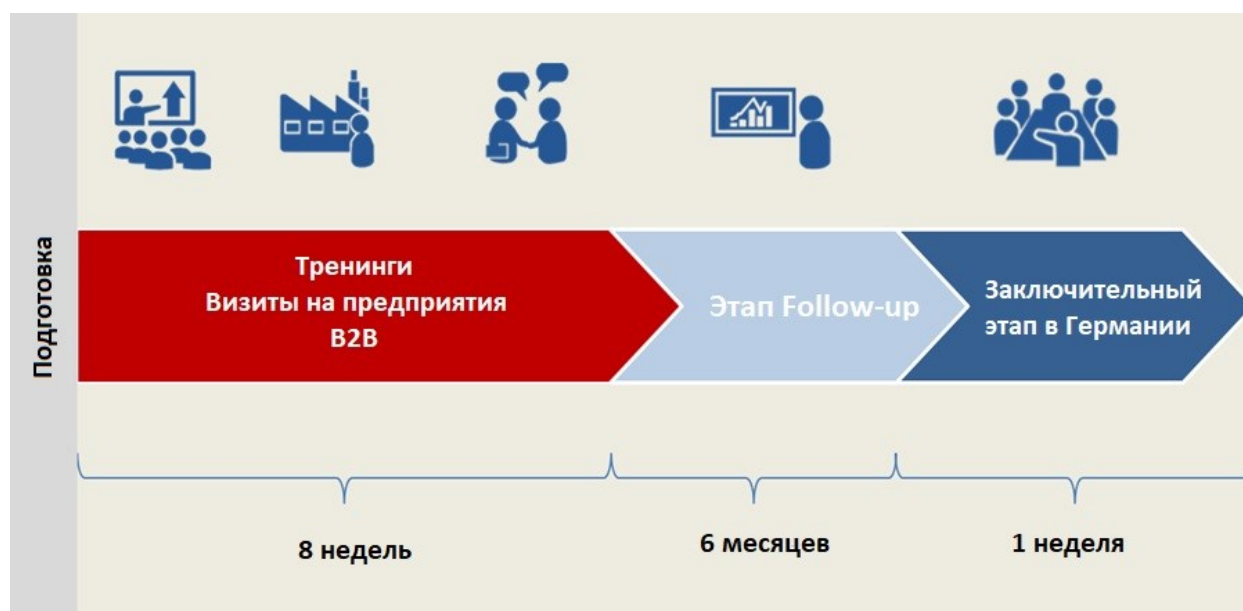 Подготовка
Тренинги
Визиты на предприятия
B2B
Этап Follow-up
Заключительный
этап в Германии
8 недель
6 месяцев
1 неделя